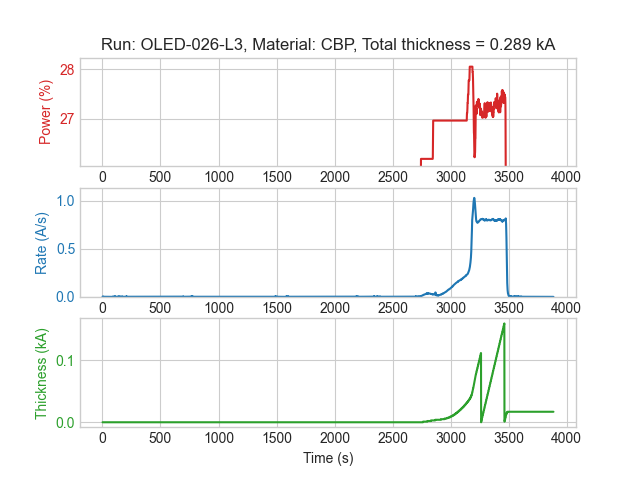 Run: OLED-026-L3, Material: CBP, Total thickness = 0.289 kA
28
27
Power (%)
0 500 1000 1500 2000 2500 3000 3500 4000
1.0
0.5
0.0
Rate (A/s)
0 500 1000 1500 2000 2500 3000 3500 4000
0.1
0.0
Thickness (kA)
0 500 1000 1500 2000 2500 3000 3500 4000
Time (s)